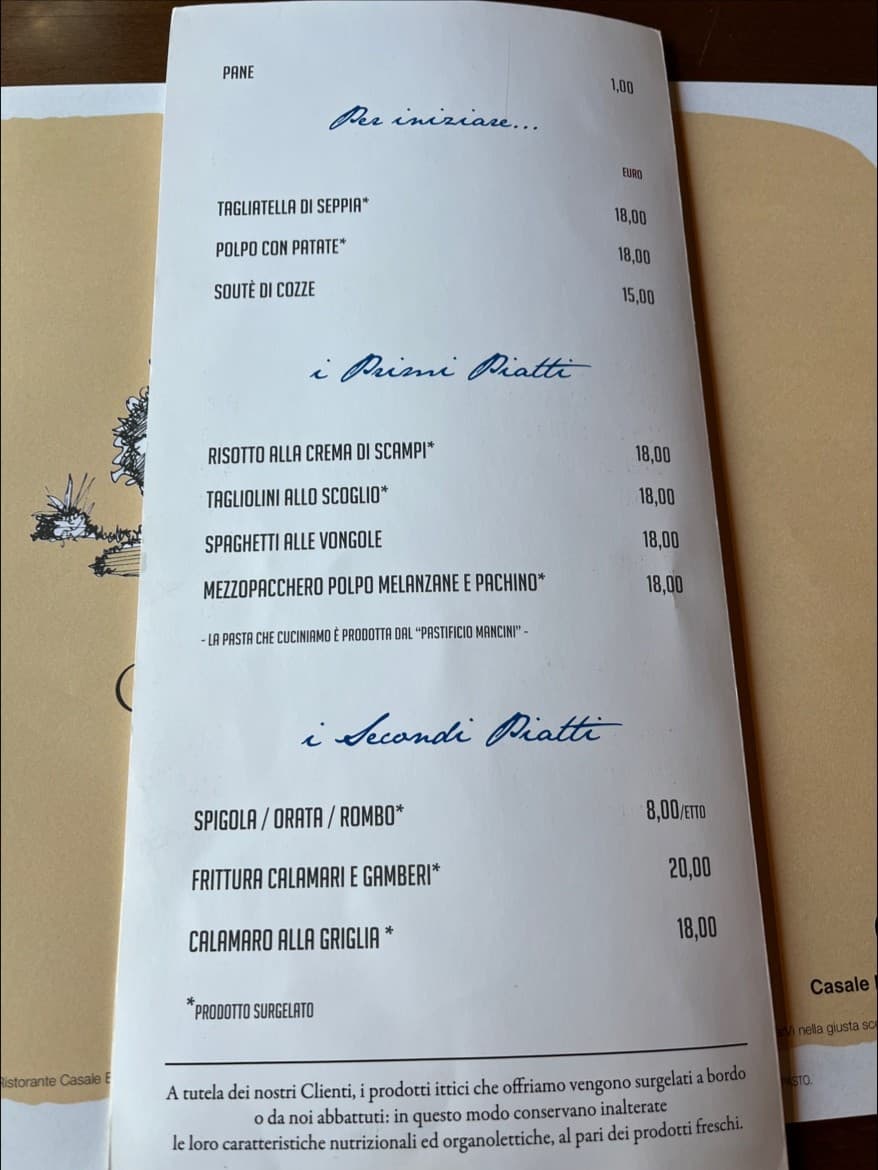 PANE 1,00
Per iniziare...
EURO
TAGLIATELLA DI SEPPIA* 18,00
POLPO CON PATATE* 18,00
SOUTÈ DI COZZE 15,00
i Primi Piatti
RISOTTO ALLA CREMA DI SCAMPI* 18,00
TAGLIOLINI ALLO SCOGLIO* 18,00
SPAGHETTI ALLE VONGOLE 18,00
MEZZOPACCHERO POLPO MELANZANE E PACHINO* 18,00
- LA PASTA CHE CUCINIAMO È PRODOTTA DAL "PASTIFICIO MANCINI" -
i Secondi Piatti
SPIGOLA / ORATA / ROMBO* 8,00/ETTO
FRITTURA CALAMARI E GAMBERI* 20,00
CALAMARO ALLA GRIGLIA * 18,00
*PRODOTTO SURGELATO
A tutela dei nostri Clienti, i prodotti ittici che offriamo vengono surgelati a bordo
o da noi abbattuti: in questo modo conservano inalterate
le loro caratteristiche nutrizionali ed organolettiche, al pari dei prodotti freschi.
Ristorante Casale
Casale
nella giusta